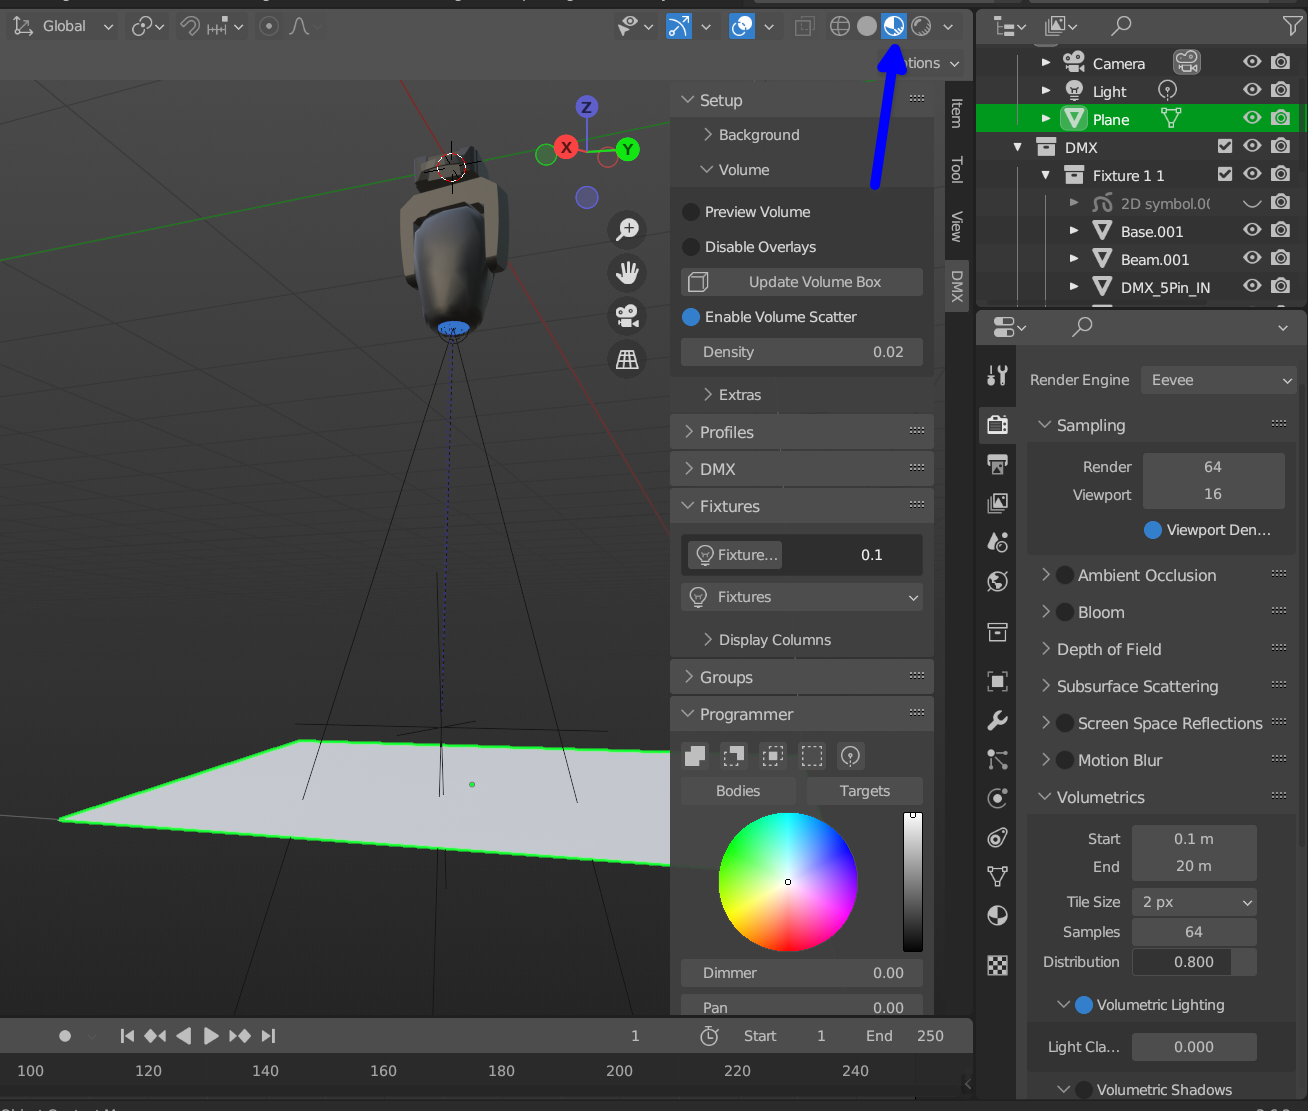 Global
Options
Z
X
Y
Setup
Background
Volume
Preview Volume
Disable Overlays
Update Volume Box
Enable Volume Scatter
Density 0.02
Extras
Profiles
DMX
Fixtures
Fixture... 0.1
Fixtures
Display Columns
Groups
Programmer
Bodies Targets
Dimmer 0.00
Pan 0.00
Item
Tool
View
DMX
Camera
Light
Plane
DMX
Fixture 1 1
2D symbol.00
Base.001
Beam.001
DMX_5Pin_IN
Render Engine Eevee
Sampling
Render 64
Viewport 16
Viewport Den...
Ambient Occlusion
Bloom
Depth of Field
Subsurface Scattering
Screen Space Reflections
Motion Blur
Volumetrics
Start 0.1 m
End 20 m
Tile Size 2 px
Samples 64
Distribution 0.800
Volumetric Lighting
Light Cla... 0.000
Volumetric Shadows
1 Start 1 End 250
100 120 140 160 180 200 220 240